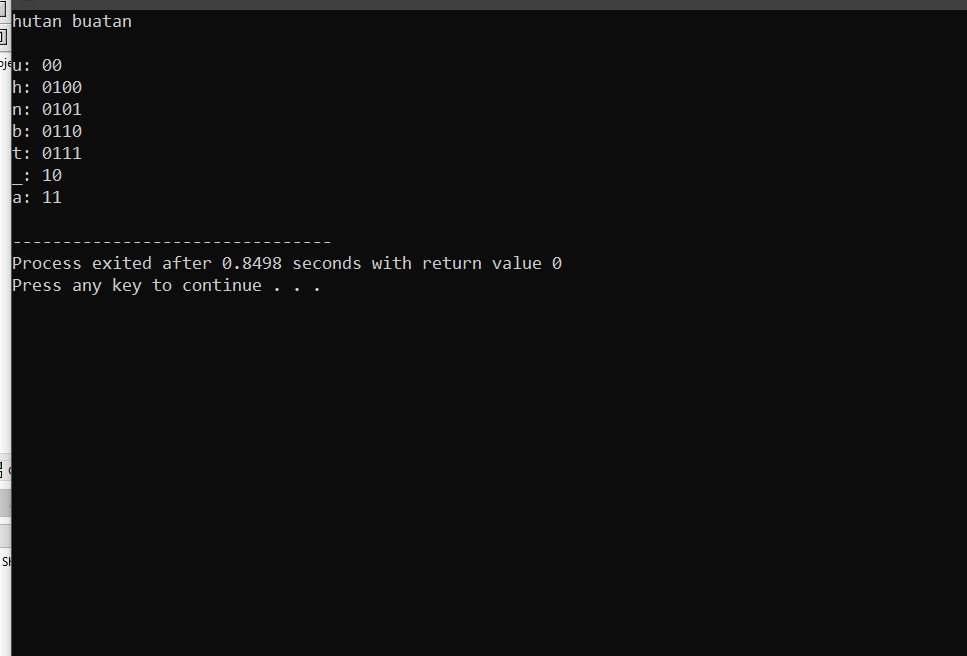 hutan buatan
u: 00
h: 0100
n: 0101
b: 0110
t: 0111
_: 10
a: 11
--------------------------------
Process exited after 0.8498 seconds with return value 0
Press any key to continue . . .